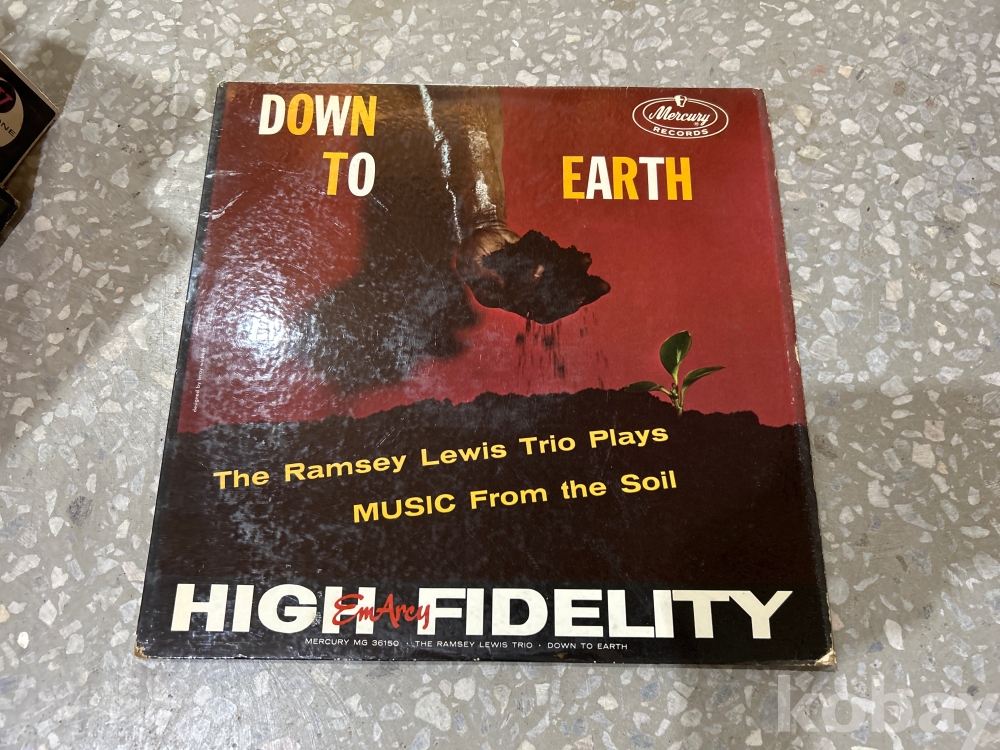 DOWN
TO EARTH
Mercury
RECORDS
The Ramsey Lewis Trio Plays
MUSIC From the Soil
HIGH FIDELITY
EmArcy
MERCURY MG 36150 · THE RAMSEY LEWIS TRIO · DOWN TO EARTH
kobay